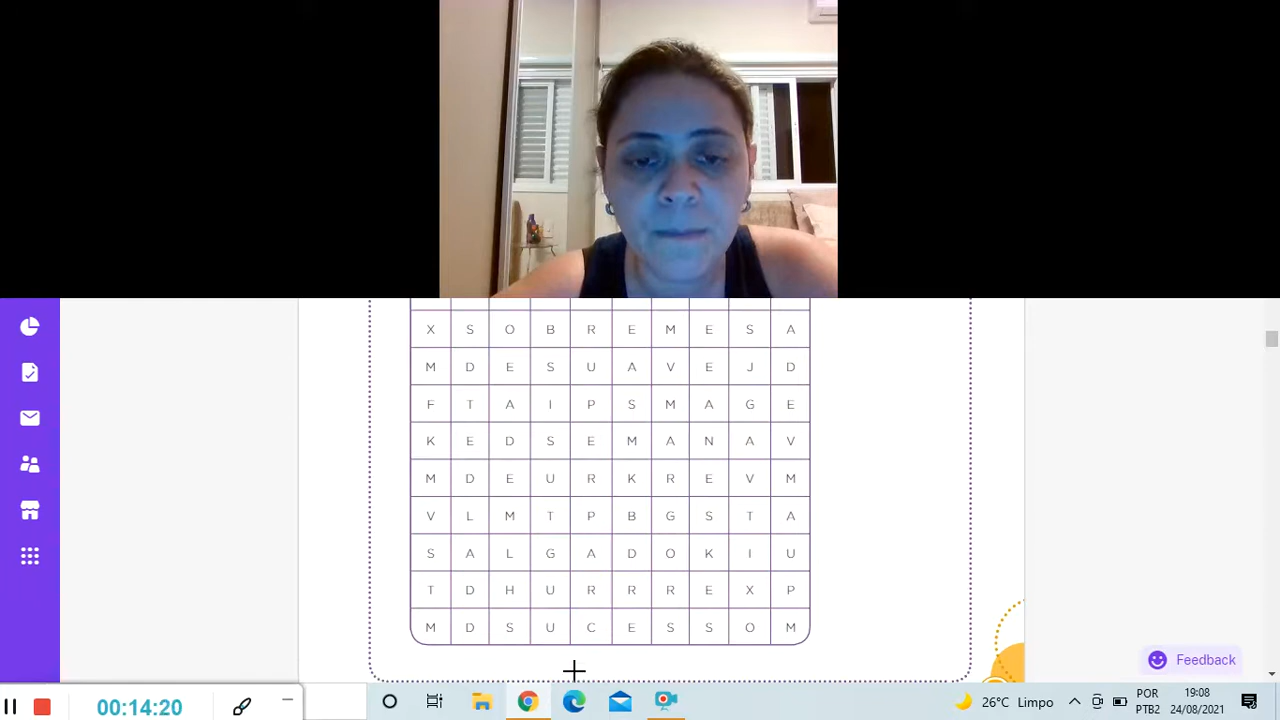 X S O B R E M E S A
M D E S U A V E J D
F T A I P S M A G E
K E D S E M A N A V
M D E U R K R E V M
V L M T P B G S T A
S A L G A D O K I U
T D H U R R R E X P
M D S U C E S S O M
Feedback
00:14:20
26°C Limpo
POR
PTB2
19:08
24/08/2021